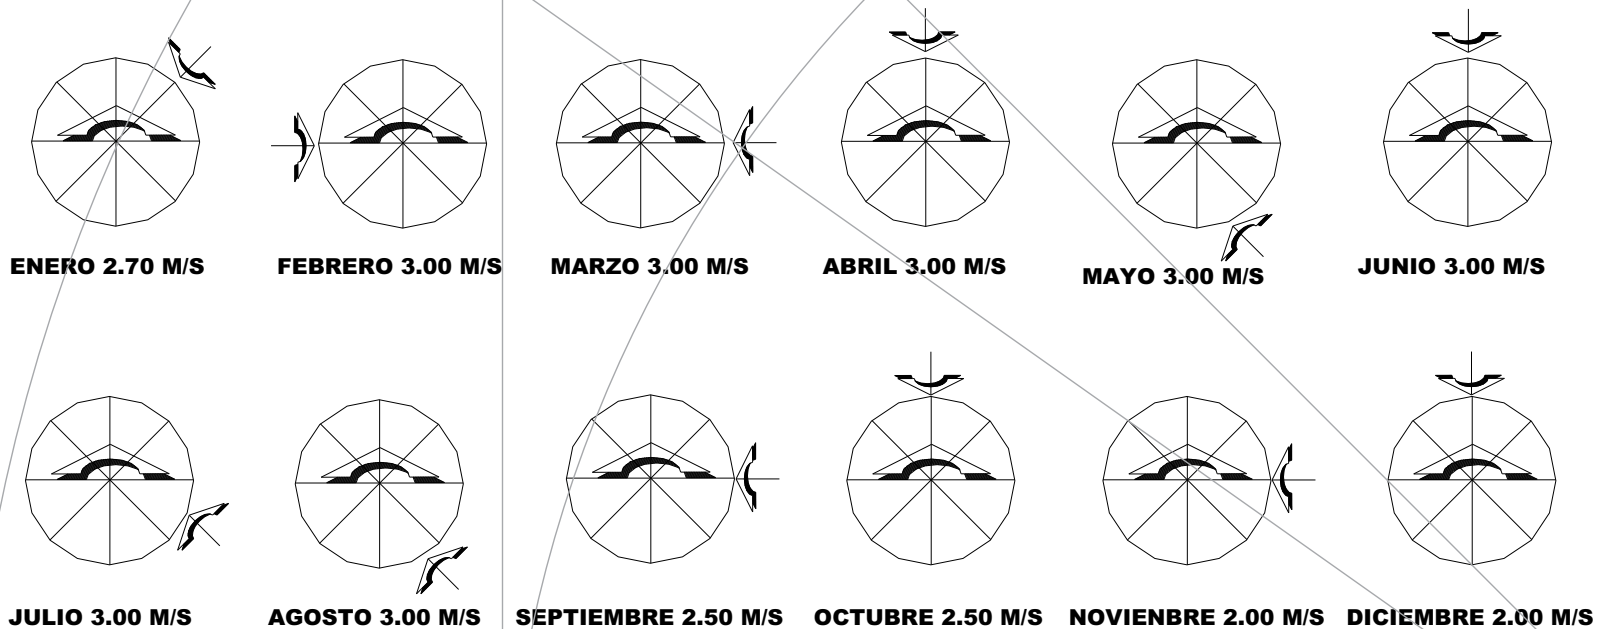 ENERO 2.70 M/S
FEBRERO 3.00 M/S
MARZO 3.00 M/S
ABRIL 3.00 M/S
MAYO 3.00 M/S
JUNIO 3.00 M/S
JULIO 3.00 M/S
AGOSTO 3.00 M/S
SEPTIEMBRE 2.50 M/S
OCTUBRE 2.50 M/S
NOVIENBRE 2.00 M/S
DICIEMBRE 2.00 M/S